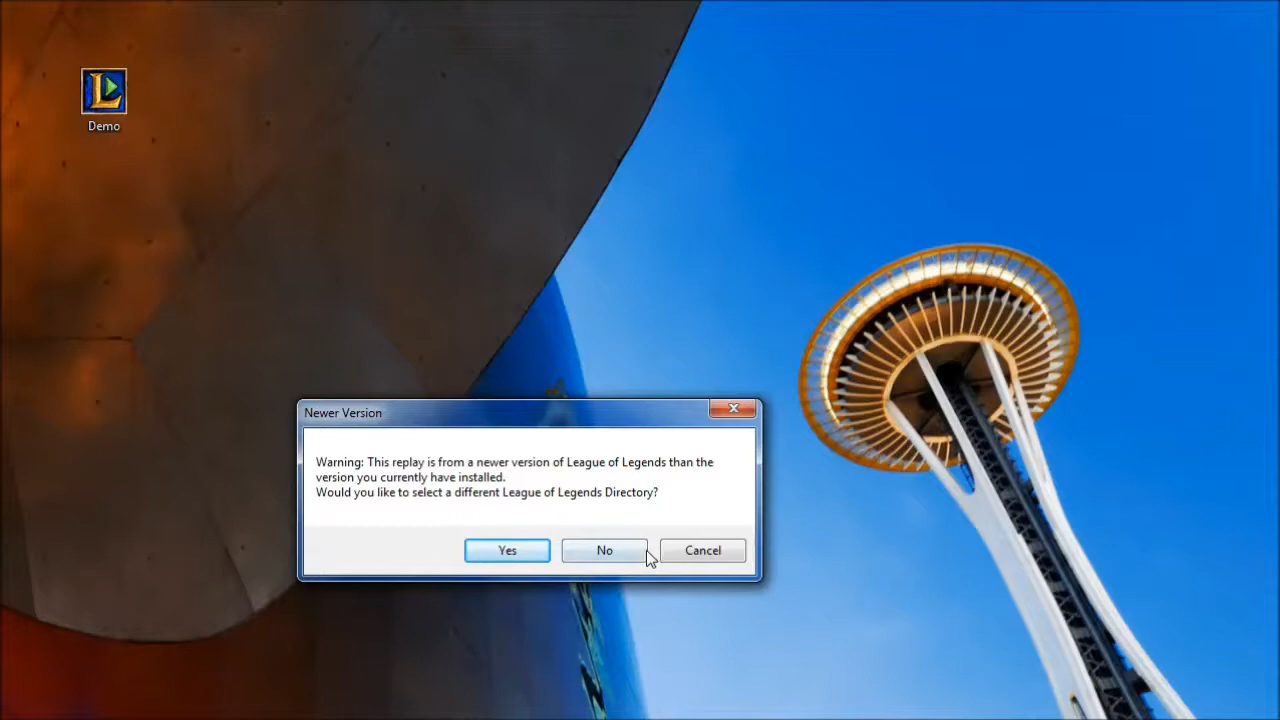 Demo
Newer Version
Warning: This replay is from a newer version of League of Legends than the
version you currently have installed.
Would you like to select a different League of Legends Directory?
Yes No Cancel